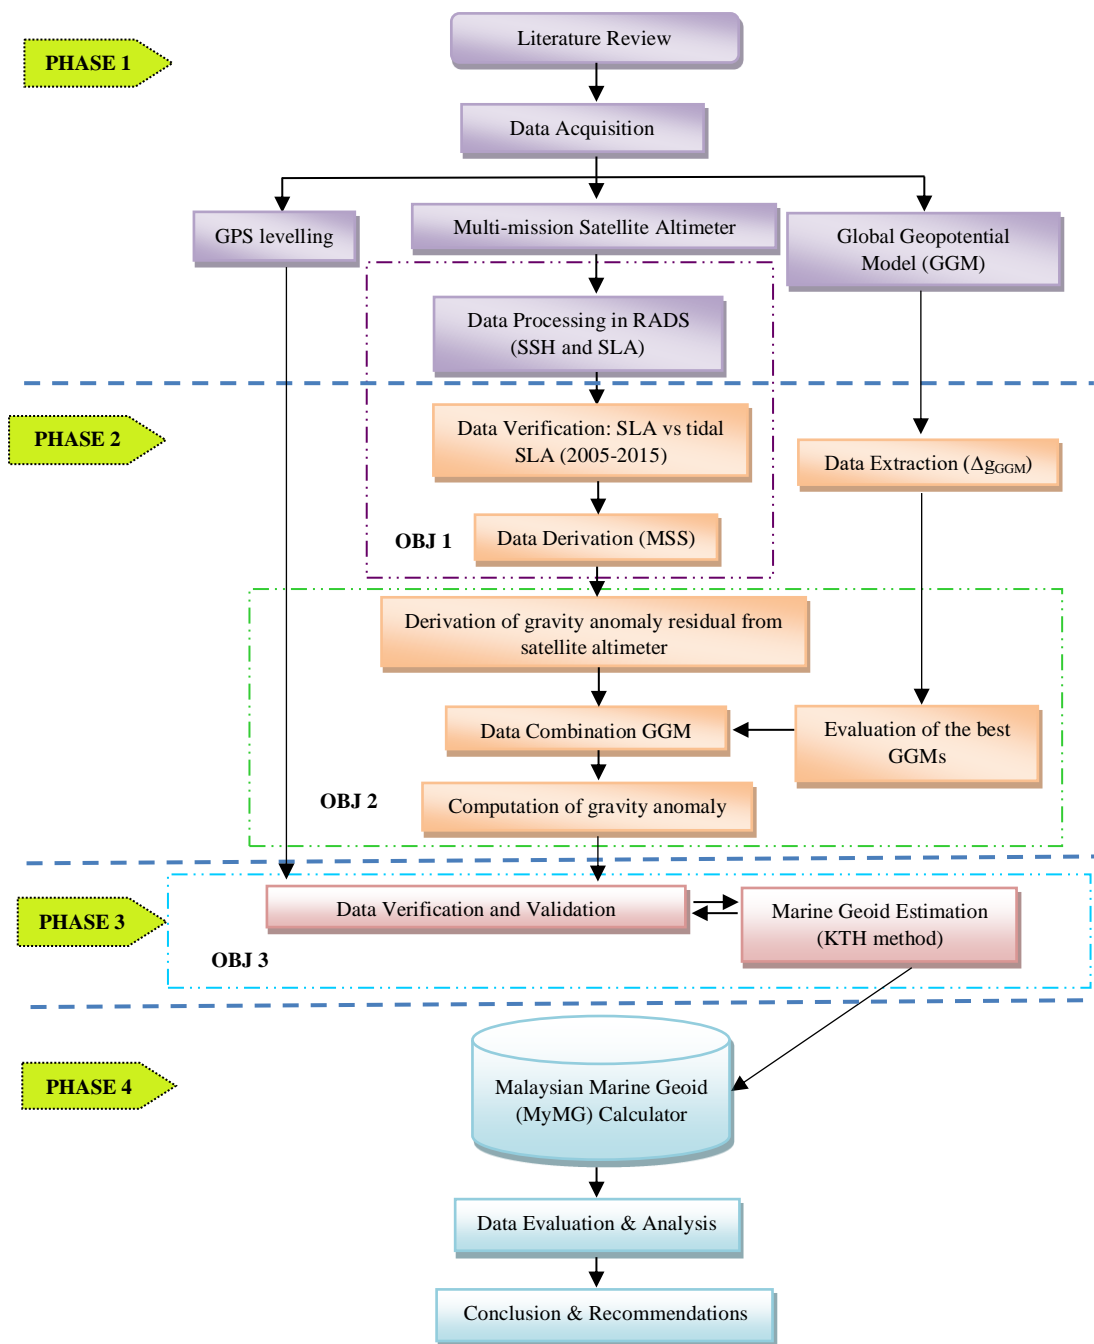 PHASE 1
Literature Review
Data Acquisition
GPS levelling
Multi-mission Satellite Altimeter
Global Geopotential
Model (GGM)
Data Processing in RADS
(SSH and SLA)
PHASE 2
Data Verification: SLA vs tidal
SLA (2005-2015)
Data Extraction (ΔgGGM)
OBJ 1
Data Derivation (MSS)
Derivation of gravity anomaly residual from
satellite altimeter
Data Combination GGM
Evaluation of the best
GGMs
OBJ 2
Computation of gravity anomaly
PHASE 3
Data Verification and Validation
Marine Geoid Estimation
(KTH method)
OBJ 3
PHASE 4
Malaysian Marine Geoid
(MyMG) Calculator
Data Evaluation & Analysis
Conclusion & Recommendations